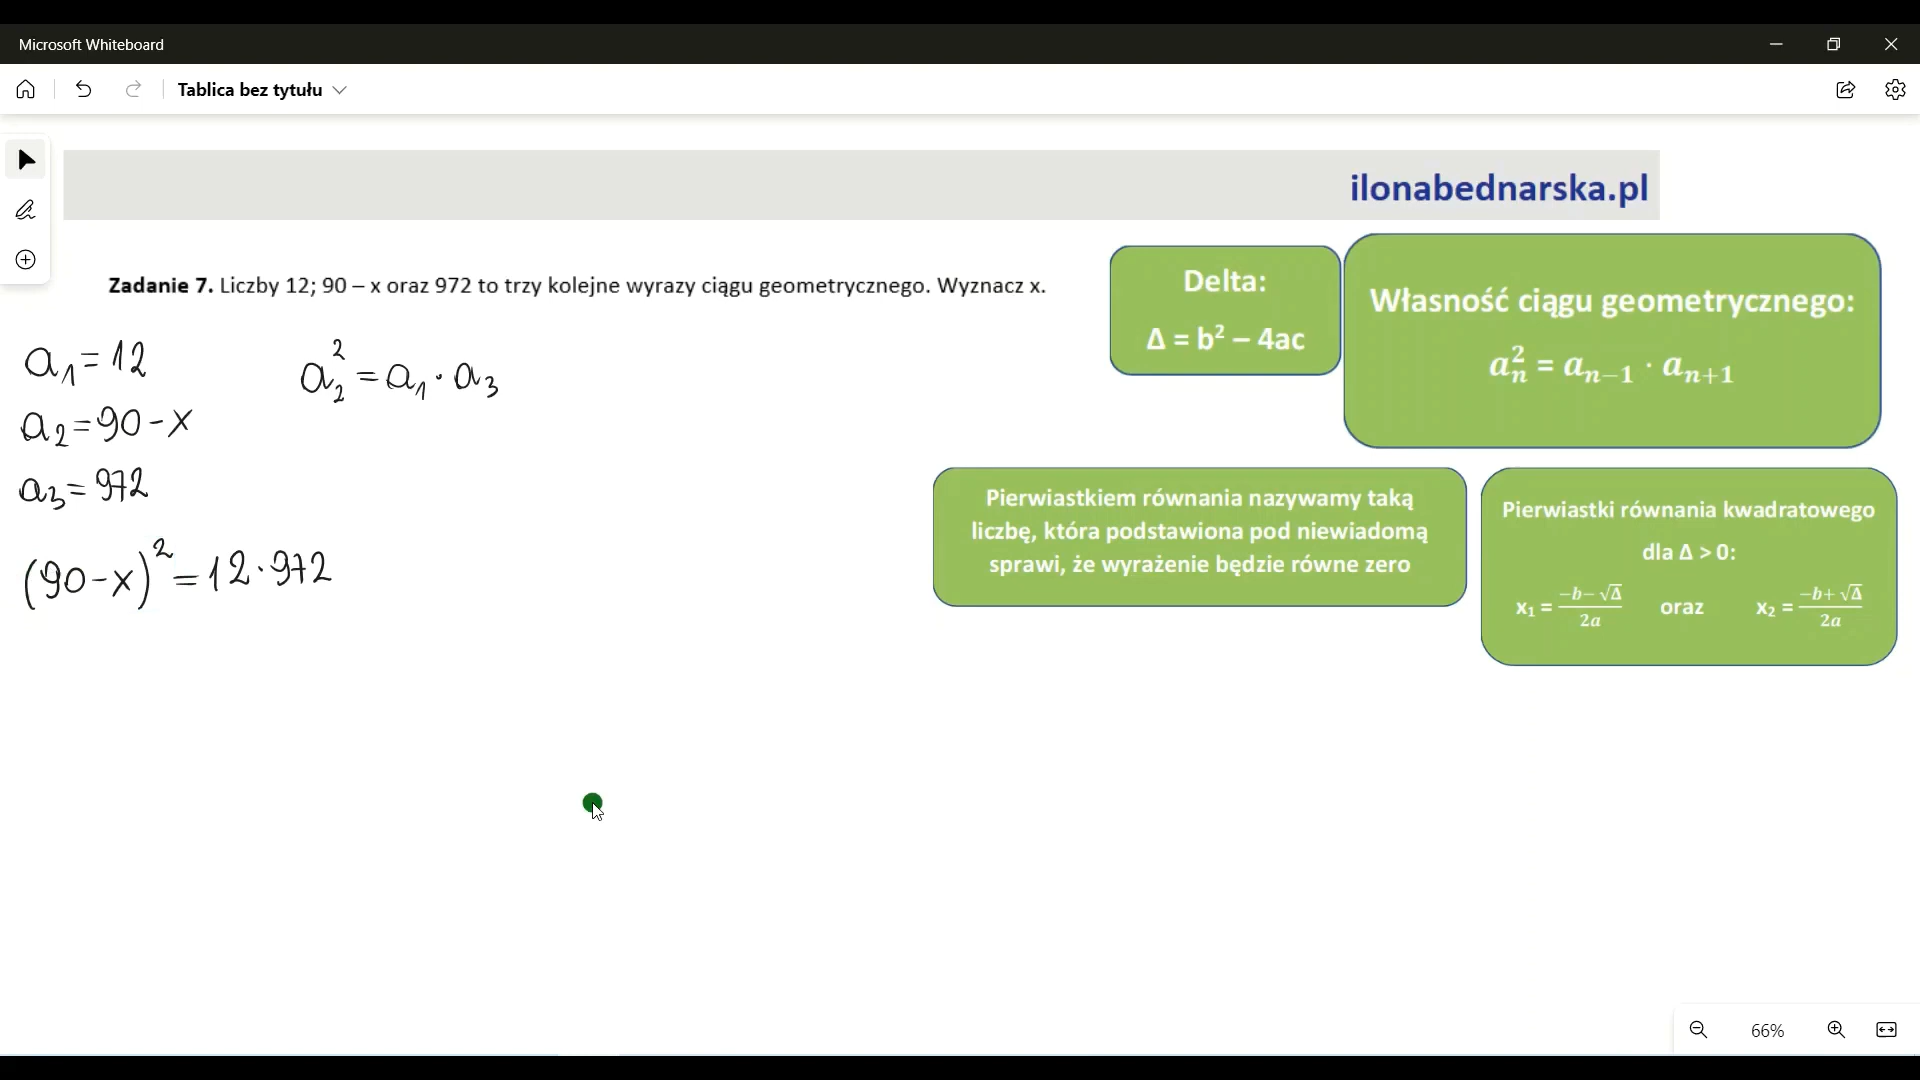 Microsoft Whiteboard
Tablica bez tytułu
ilonabednarska.pl
Zadanie 7. Liczby 12; 90 – x oraz 972 to trzy kolejne wyrazy ciągu geometrycznego. Wyznacz x.
Delta:
Δ = b² – 4ac
Własność ciągu geometrycznego:
aₙ² = aₙ₋₁ · aₙ₊₁
a₁ = 12
a₂² = a₁ · a₃
a₂ = 90 - x
a₃ = 972
(90 - x)² = 12 · 972
Pierwiastkiem równania nazywamy taką
liczbę, która podstawiona pod niewiadomą
sprawi, że wyrażenie będzie równe zero
Pierwiastki równania kwadratowego
dla Δ > 0:
x₁ = (-b - √Δ)/2a oraz x₂ = (-b + √Δ)/2a
66%